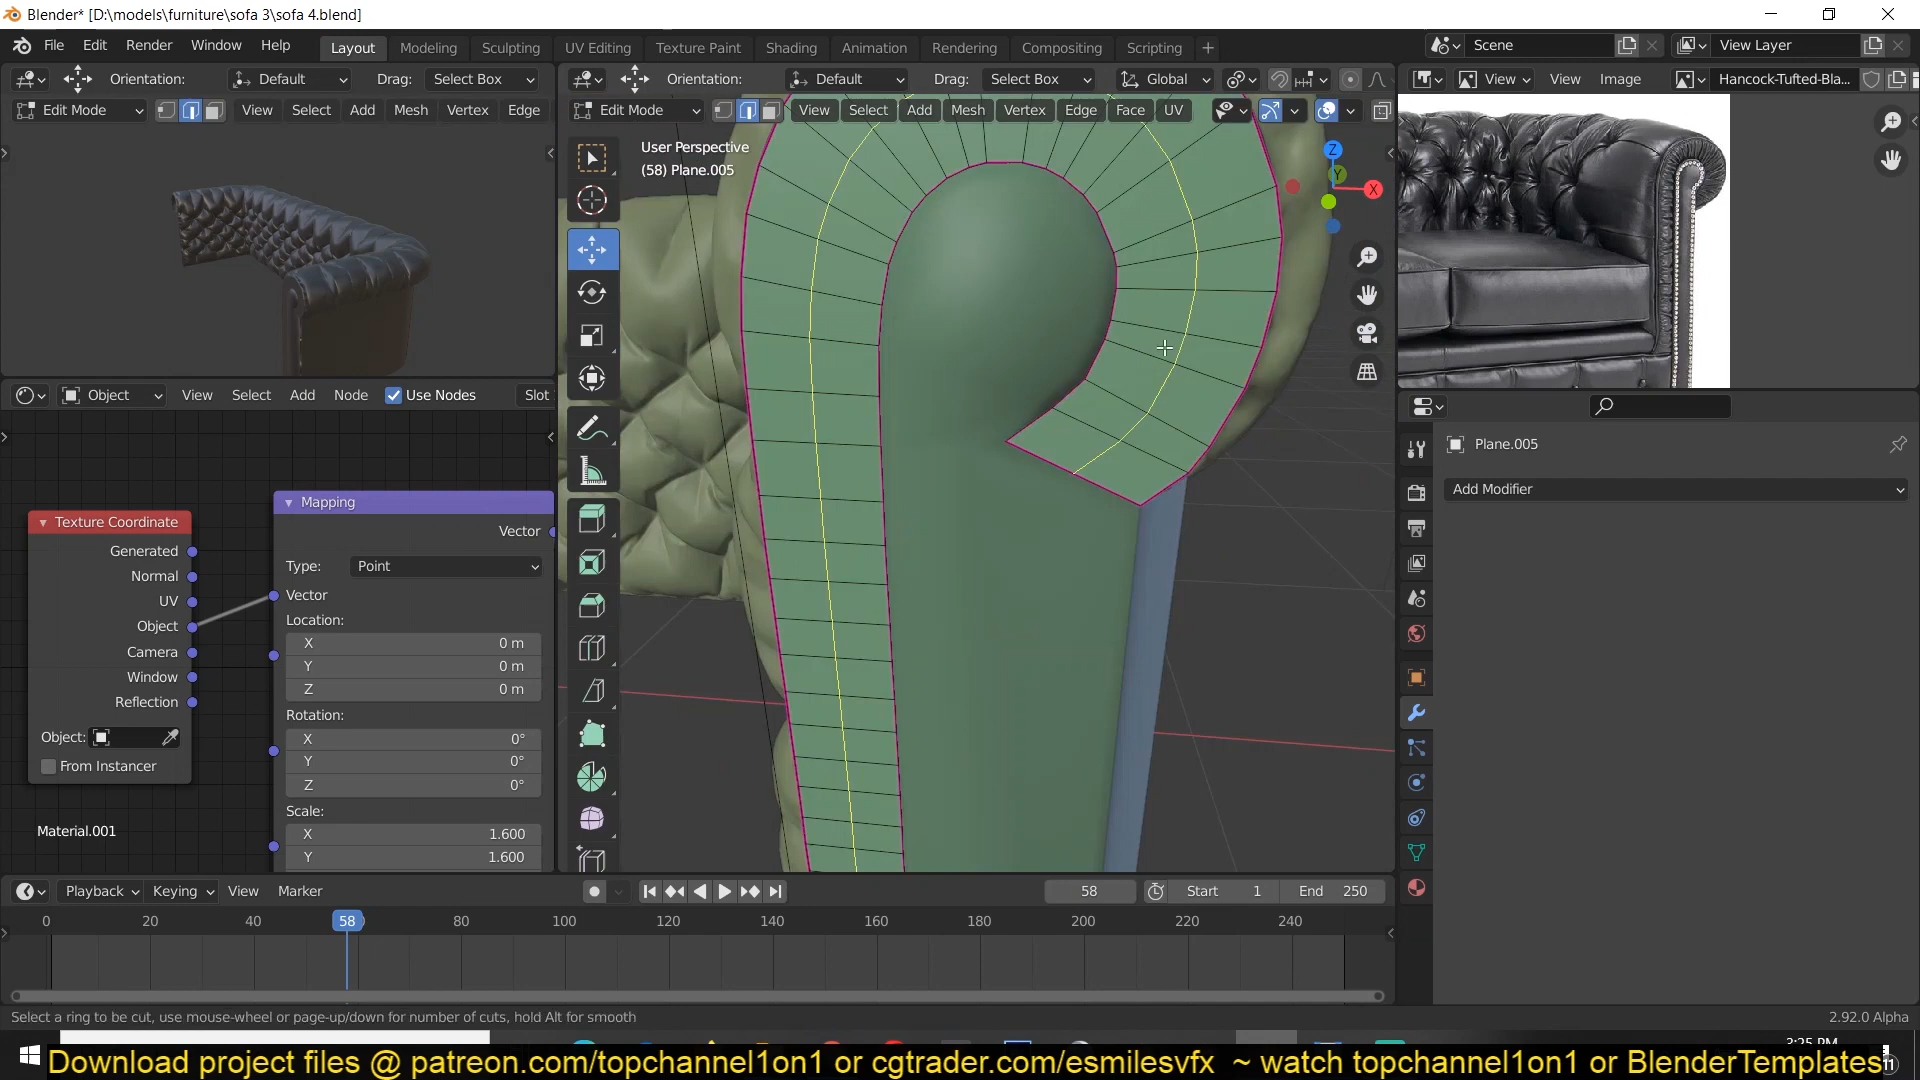 Blender* [D:\models\furniture\sofa 3\sofa 4.blend]
File Edit Render Window Help Layout Modeling Sculpting UV Editing Texture Paint Shading Animation Rendering Compositing Scripting + Scene View Layer
Orientation: Default Drag: Select Box Orientation: Default Drag: Select Box Global View View Image Hancock-Tufted-Bla...
Edit Mode View Select Add Mesh Vertex Edge Edit Mode View Select Add Mesh Vertex Edge Face UV
User Perspective
(58) Plane.005
Z
Y
X
Object View Select Add Node Use Nodes Slot
Plane.005
Add Modifier
Mapping
Texture Coordinate
Vector
Generated
Normal
UV
Object
Camera
Window
Reflection
Object:
From Instancer
Type: Point
Vector
Location:
X 0 m
Y 0 m
Z 0 m
Rotation:
X 0°
Y 0°
Z 0°
Scale:
X 1.600
Y 1.600
Material.001
Playback Keying View Marker 58 Start 1 End 250
0 20 40 58 80 100 120 140 160 180 200 220 240
Select a ring to be cut, use mouse-wheel or page-up/down for number of cuts, hold Alt for smooth 2.92.0 Alpha
3:25 PM
Download project files @ patreon.com/topchannel1on1 or cgtrader.com/esmilesvfx ~ watch topchannel1on1 or BlenderTemplates